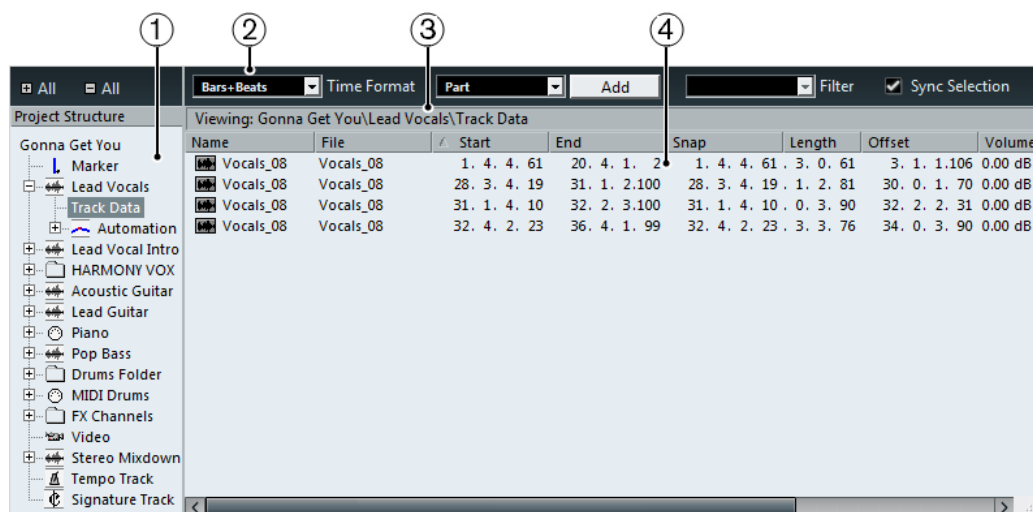 1 2 3 4
All All Bars+Beats Time Format Part Add Filter Sync Selection
Project Structure
Viewing: Gonna Get You\Lead Vocals\Track Data
Gonna Get You
Marker
Lead Vocals
Track Data
Automation
Lead Vocal Intro
HARMONY VOX
Acoustic Guitar
Lead Guitar
Piano
Pop Bass
Drums Folder
MIDI Drums
FX Channels
Video
Stereo Mixdown
Tempo Track
Signature Track
Name File Start End Snap Length Offset Volume
Vocals_08 Vocals_08 1. 4. 4. 61 20. 4. 1. 2 1. 4. 4. 61 . 3. 0. 61 3. 1. 1.106 0.00 dB
Vocals_08 Vocals_08 28. 3. 4. 19 31. 1. 2.100 28. 3. 4. 19 . 1. 2. 81 30. 0. 1. 70 0.00 dB
Vocals_08 Vocals_08 31. 1. 4. 10 32. 2. 3.100 31. 1. 4. 10 . 0. 3. 90 32. 2. 2. 31 0.00 dB
Vocals_08 Vocals_08 32. 4. 2. 23 36. 4. 1. 99 32. 4. 2. 23 . 3. 3. 76 34. 0. 3. 90 0.00 dB